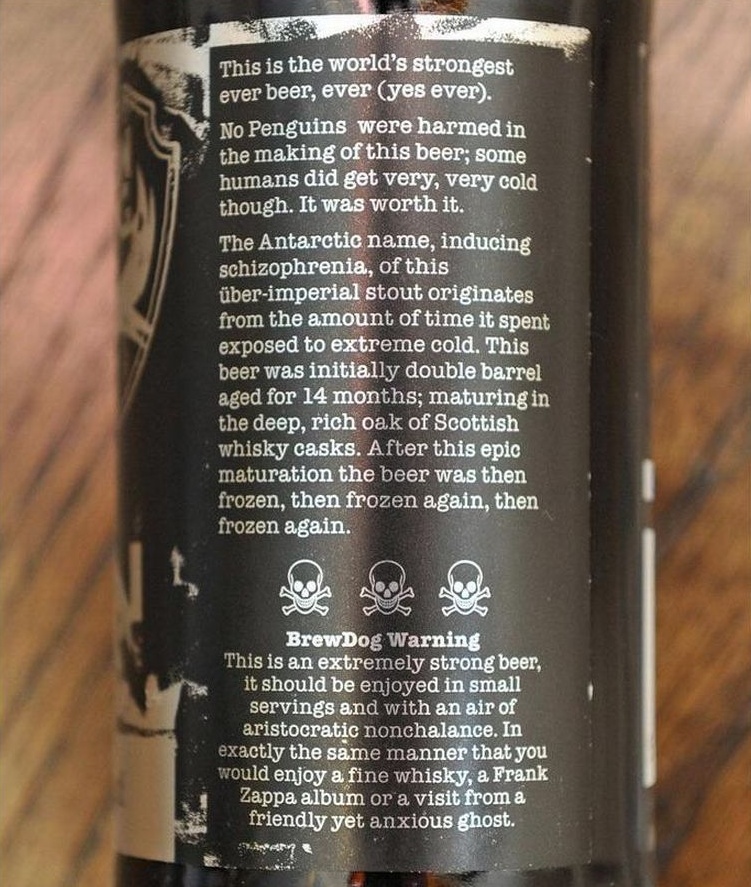 This is the world's strongest
ever beer, ever (yes ever).
No Penguins were harmed in
the making of this beer; some
humans did get very, very cold
though. It was worth it.
The Antarctic name, inducing
schizophrenia, of this
über-imperial stout originates
from the amount of time it spent
exposed to extreme cold. This
beer was initially double barrel
aged for 14 months; maturing in
the deep, rich oak of Scottish
whisky casks. After this epic
maturation the beer was then
frozen, then frozen again, then
frozen again.
BrewDog Warning
This is an extremely strong beer,
it should be enjoyed in small
servings and with an air of
aristocratic nonchalance. In
exactly the same manner that you
would enjoy a fine whisky, a Frank
Zappa album or a visit from a
friendly yet anxious ghost.